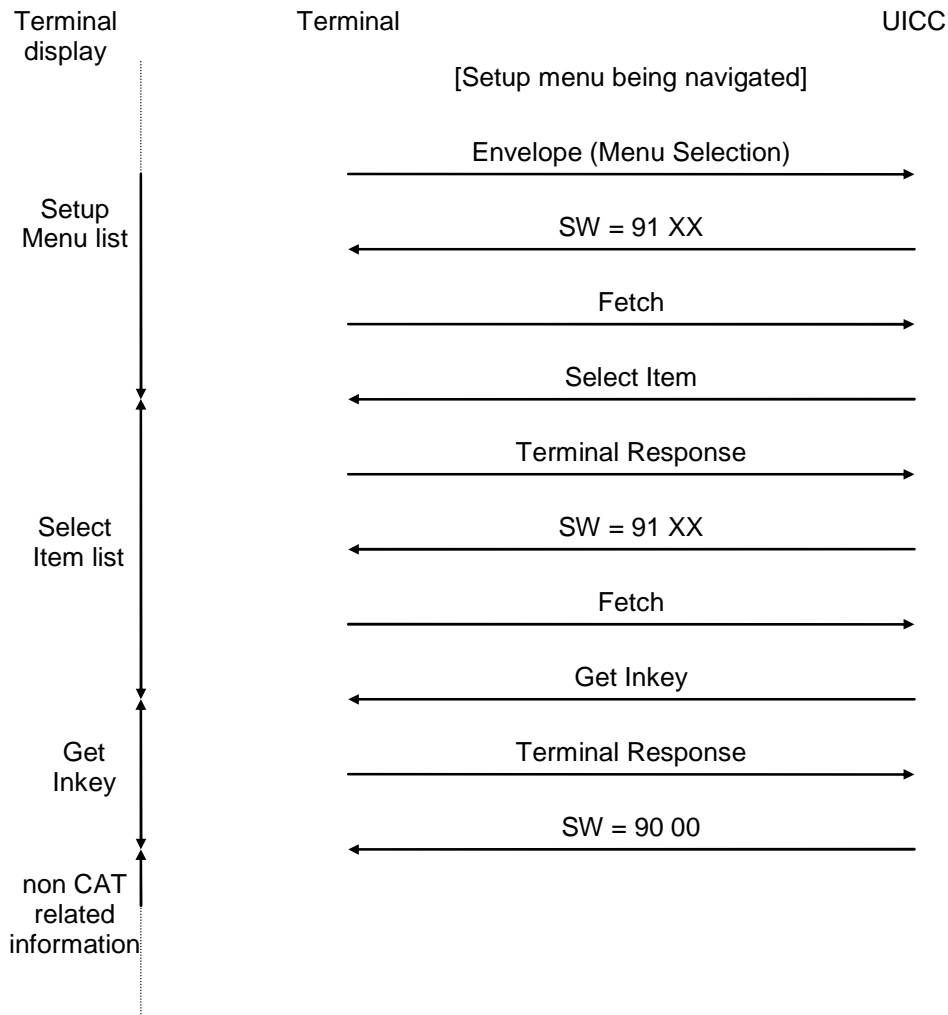 Terminal
display
Terminal
UICC
[Setup menu being navigated]
Envelope (Menu Selection)
Setup
Menu list
SW = 91 XX
Fetch
Select Item
Terminal Response
Select
Item list
SW = 91 XX
Fetch
Get Inkey
Get
Inkey
Terminal Response
SW = 90 00
non CAT
related
information